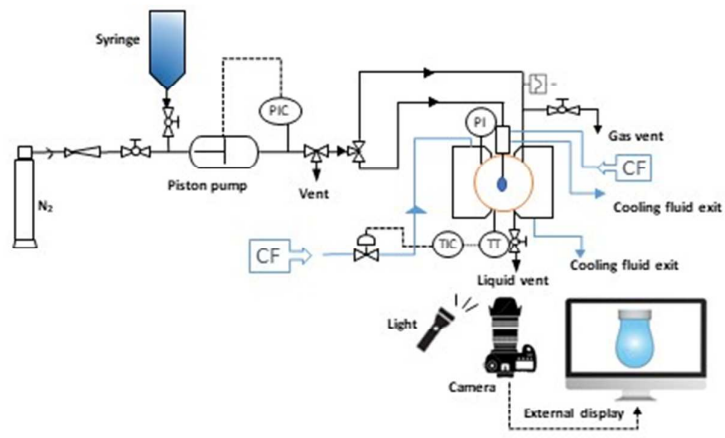 Syringe
PIC
PI
Gas vent
Piston pump
Vent
CF
N2
Cooling fluid exit
CF
TIC
TT
Cooling fluid exit
Liquid vent
Light
Camera
External display